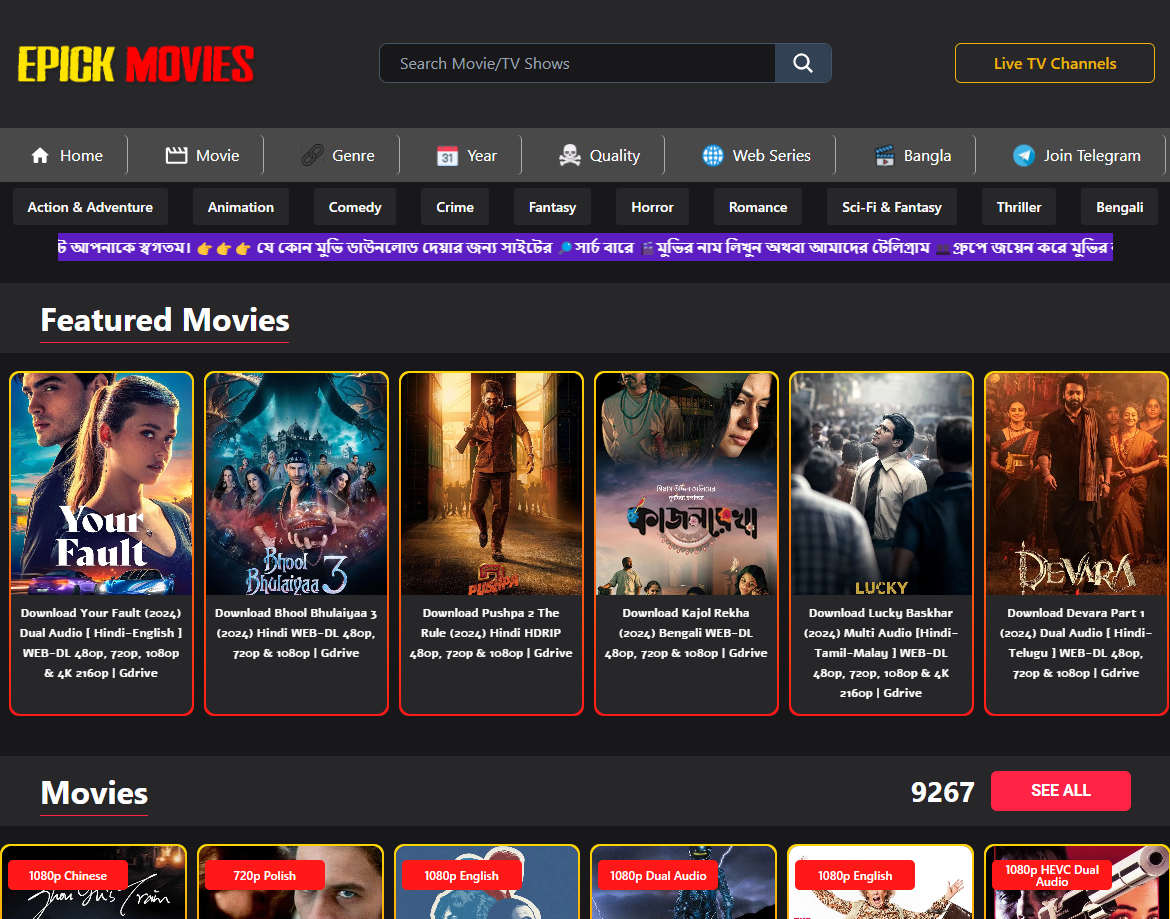 EPICK MOVIES
Search Movie/TV Shows
Live TV Channels
Home
Movie
Genre
31
Year
Quality
Web Series
Bangla
Join Telegram
Action & Adventure
Animation
Comedy
Crime
Fantasy
Horror
Romance
Sci-Fi & Fantasy
Thriller
Bengali
ট আপনাকে স্বগতম। 👉👉👉 যে কোন মুভি ডাউনলোড দেয়ার জন্য সাইটের 🔎সার্চ বারে 🎬মুভির নাম লিখুন অথবা আমাদের টেলিগ্রাম 👥গ্রুপে জয়েন করে মুভির
Featured Movies
Your
Fault
Download Your Fault (2024)
Dual Audio [ Hindi-English ]
WEB-DL 480p, 720p, 1080p
& 4K 2160p | Gdrive
Bhool
Bhulaiyaa 3
Download Bhool Bhulaiyaa 3
(2024) Hindi WEB-DL 480p,
720p & 1080p | Gdrive
2
PUSHPA
Download Pushpa 2 The
Rule (2024) Hindi HDRIP
480p, 720p & 1080p | Gdrive
গিয়াস উদ্দিন সেলিমের
কাজলরেখা
Download Kajol Rekha
(2024) Bengali WEB-DL
480p, 720p & 1080p | Gdrive
LUCKY
Download Lucky Baskhar
(2024) Multi Audio [Hindi-
Tamil-Malay ] WEB-DL
480p, 720p, 1080p & 4K
2160p | Gdrive
DEVARA
Download Devara Part 1
(2024) Dual Audio [ Hindi-
Telugu ] WEB-DL 480p,
720p & 1080p | Gdrive
Movies
9267
SEE ALL
1080p Chinese
720p Polish
1080p English
1080p Dual Audio
1080p English
1080p HEVC Dual
Audio